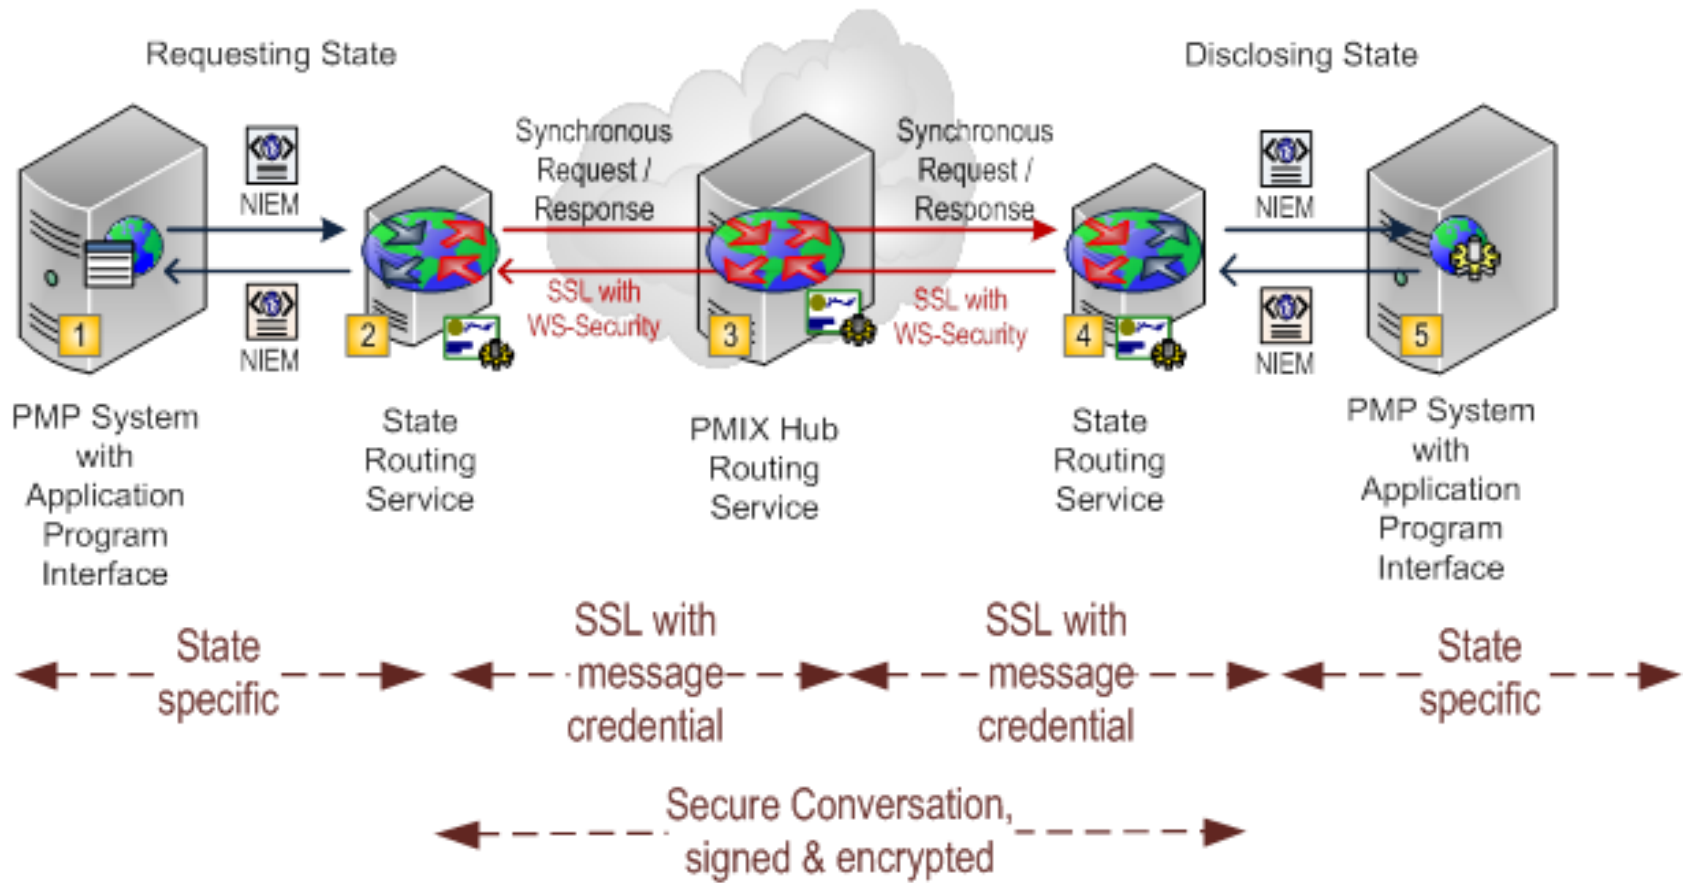 Requesting State
Disclosing State
NIEM
NIEM
Synchronous
Request /
Response
SSL with
WS-Security
Synchronous
Request /
Response
SSL with
WS-Security
NIEM
NIEM
1
2
3
4
5
PMP System
with
Application
Program
Interface
State
Routing
Service
PMIX Hub
Routing
Service
State
Routing
Service
PMP System
with
Application
Program
Interface
State
specific
SSL with
message
credential
SSL with
message
credential
State
specific
Secure Conversation,
signed & encrypted